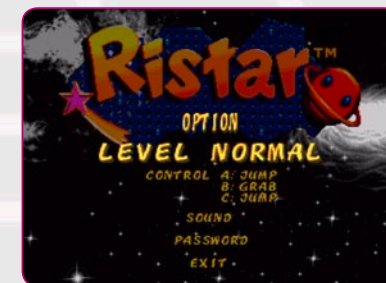 Ristar™
OPTION
LEVEL NORMAL
CONTROL A: JUMP
B: GRAB
C: JUMP
SOUND
PASSWORD
EXIT